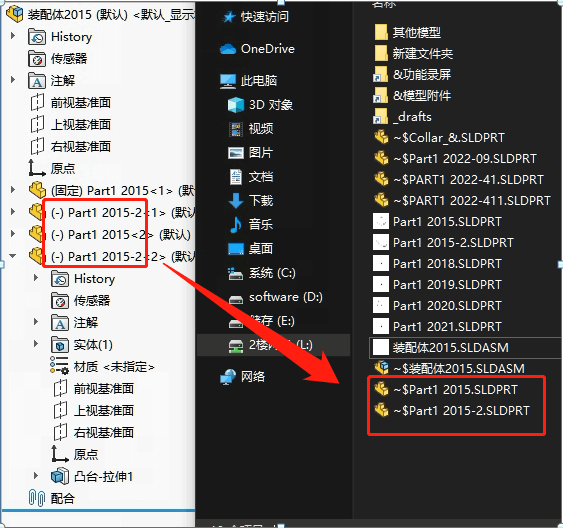 装配体2015 (默认) <默认_显示
History
传感器
注解
前视基准面
上视基准面
右视基准面
原点
(固定) Part1 2015<1> (默
(-) Part1 2015-2<1> (默认
(-) Part1 2015<2> (默认)
(-) Part1 2015-2<2> (默认
History
传感器
注解
实体(1)
材质 <未指定>
前视基准面
上视基准面
右视基准面
原点
凸台-拉伸1
配合
快速访问
OneDrive
此电脑
3D 对象
视频
图片
文档
下载
音乐
桌面
系统 (C:)
software (D:)
储存 (E:)
(L:)
网络
名称
其他模型
新建文件夹
&功能录屏
&模型附件
_drafts
~$Collar_&.SLDPRT
~$Part1 2022-09.SLDPRT
~$PART1 2022-41.SLDPRT
~$PART1 2022-411.SLDPRT
Part1 2015.SLDPRT
Part1 2015-2.SLDPRT
Part1 2018.SLDPRT
Part1 2019.SLDPRT
Part1 2020.SLDPRT
Part1 2021.SLDPRT
装配体2015.SLDASM
~$装配体2015.SLDASM
~$Part1 2015.SLDPRT
~$Part1 2015-2.SLDPRT